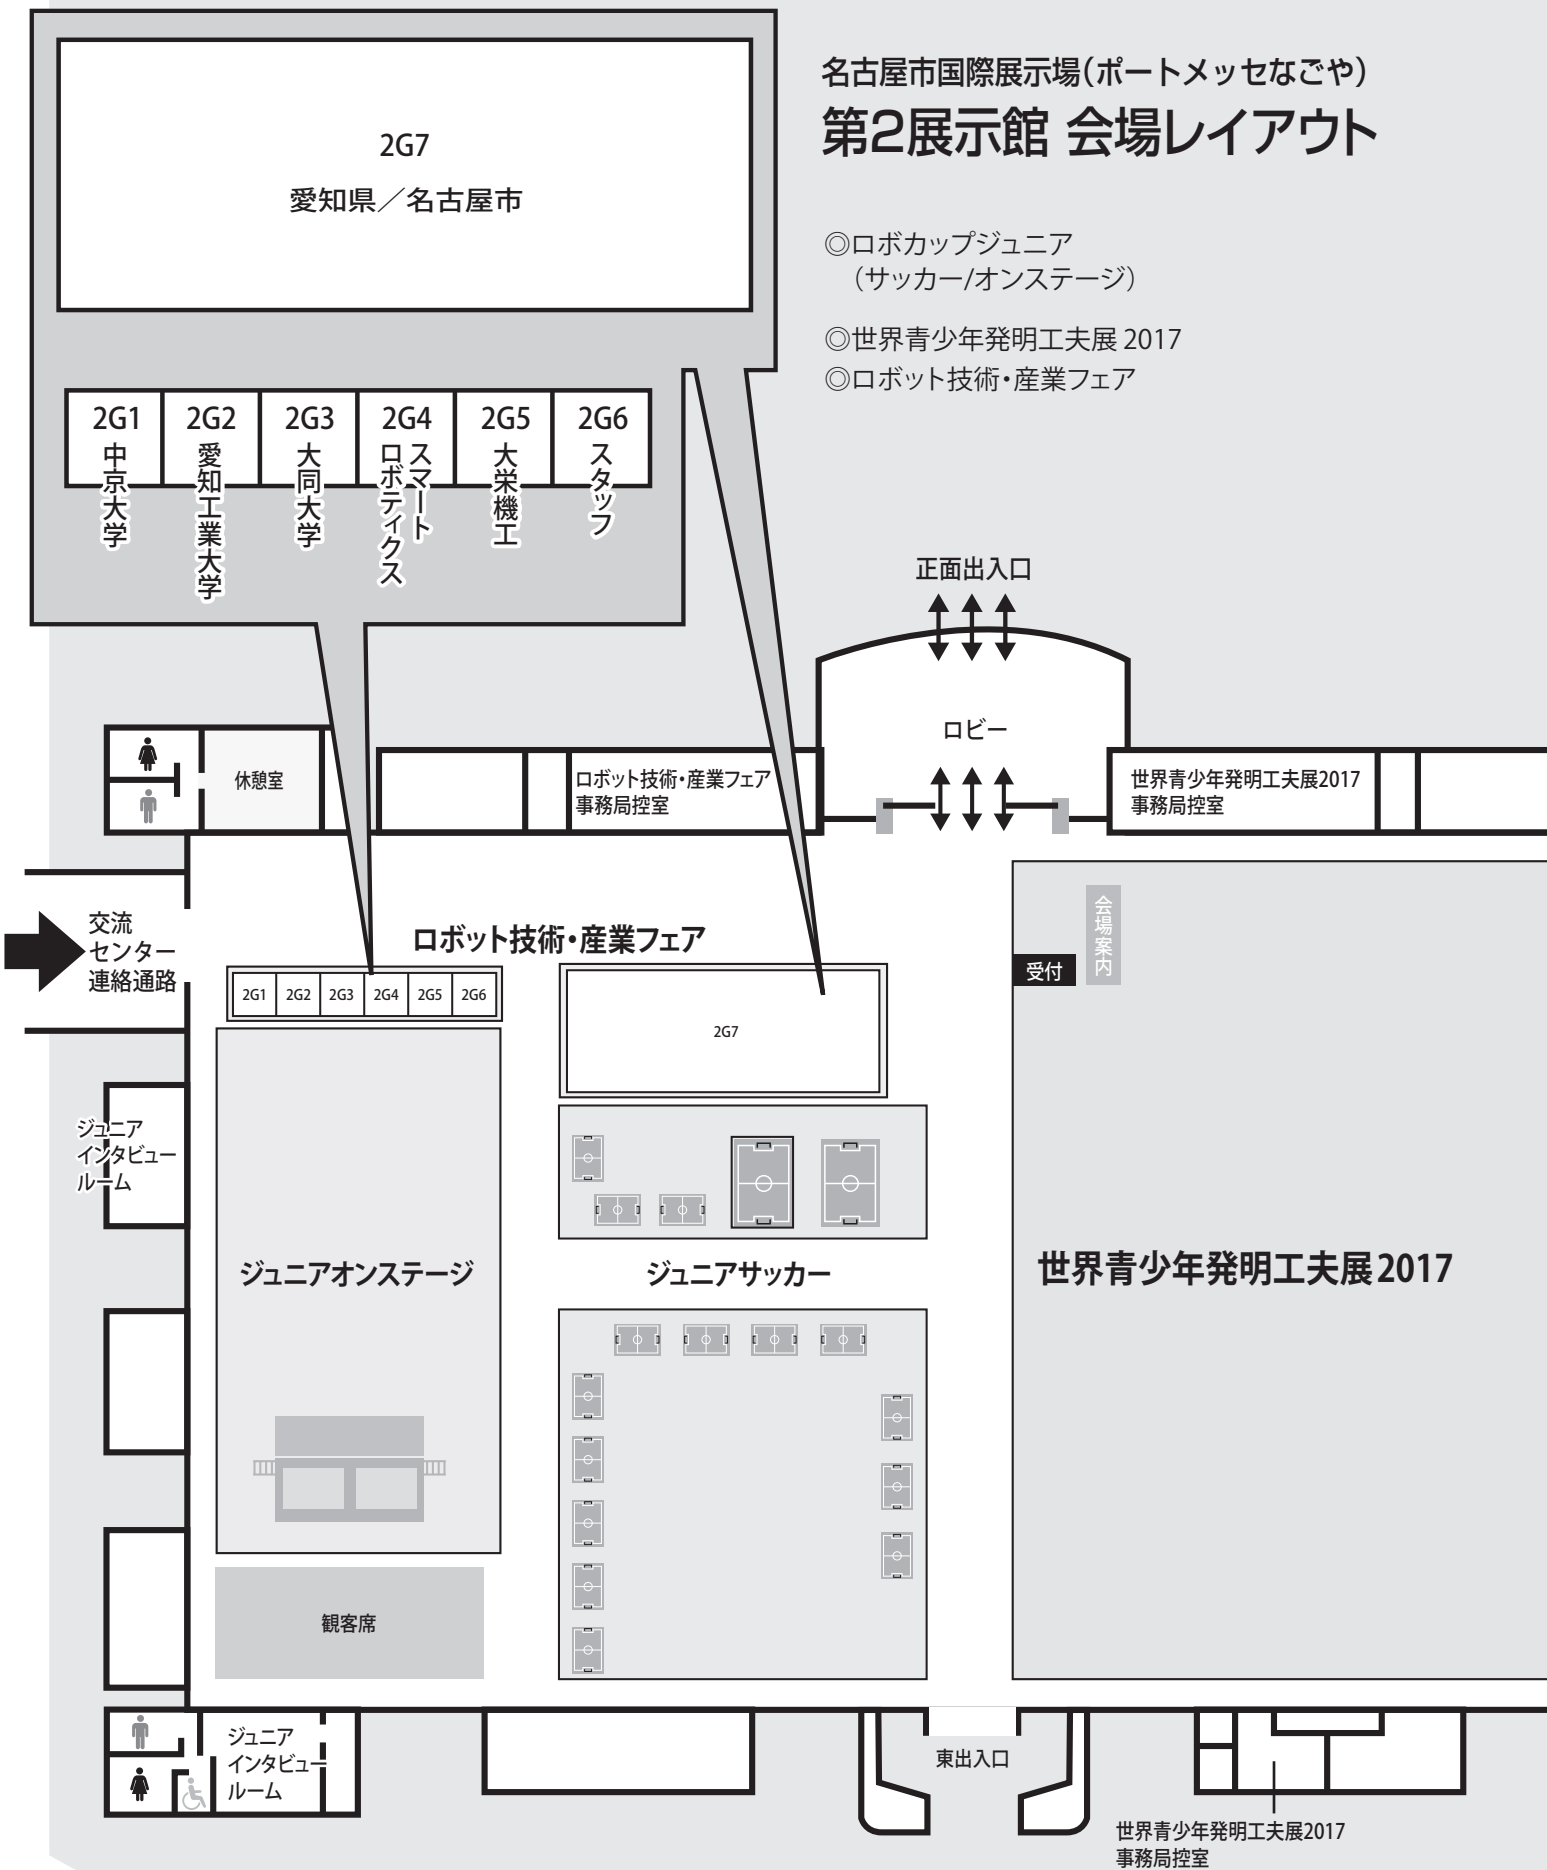 名古屋市国際展示場(ポートメッセなごや)
第2展示館 会場レイアウト
◎ロボカップジュニア
(サッカー/オンステージ)
◎世界青少年発明工夫展 2017
◎ロボット技術・産業フェア
2G7
愛知県／名古屋市
2G1
中京大学
2G2
愛知工業大学
2G3
大同大学
2G4
スマート
ロボティクス
2G5
大栄機工
2G6
スタッフ
正面出入口
ロビー
休憩室
ロボット技術・産業フェア
事務局控室
世界青少年発明工夫展2017
事務局控室
交流
センター
連絡通路
ロボット技術・産業フェア
会場案内
受付
2G1
2G2
2G3
2G4
2G5
2G6
2G7
ジュニア
インタビュー
ルーム
ジュニアオンステージ
ジュニアサッカー
世界青少年発明工夫展2017
観客席
ジュニア
インタビュー
ルーム
東出入口
世界青少年発明工夫展2017
事務局控室